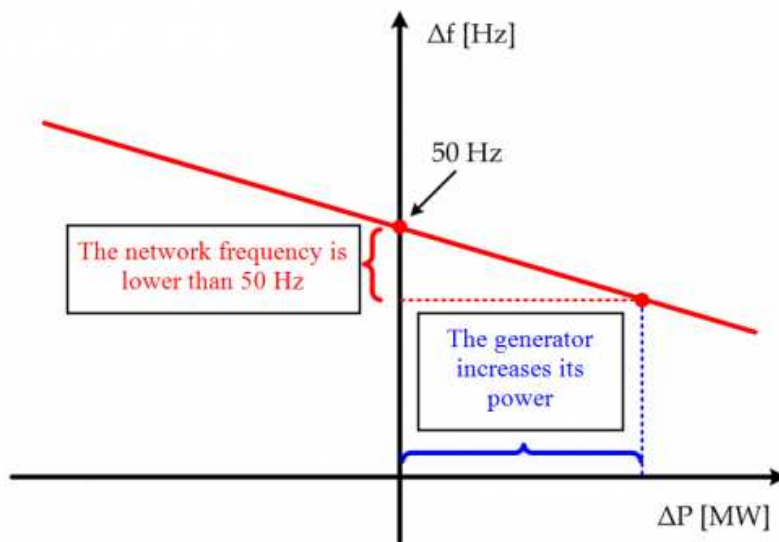 Δf [Hz]
50 Hz
The network frequency is
lower than 50 Hz
The generator
increases its
power
ΔP [MW]